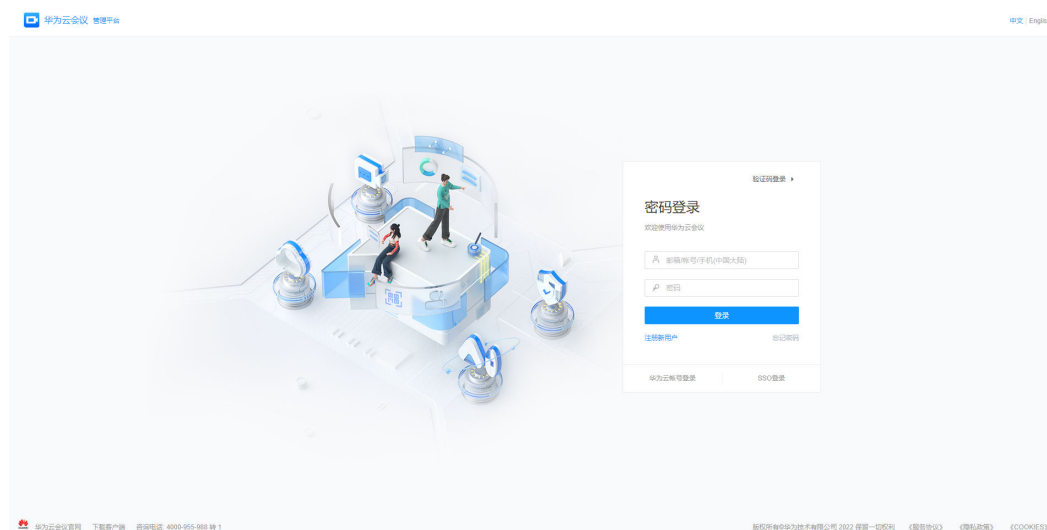 华为云会议 管理平台
中文 | Englis
验证码登录
密码登录
欢迎使用华为云会议
邮箱/帐号/手机(中国大陆)
密码
登录
注册新用户 忘记密码
华为云帐号登录 SSO登录
华为云会议官网 下载客户端 咨询电话: 4000-955-988 转 1
版权所有©华为技术有限公司 2022 保留一切权利 《服务协议》 《隐私政策》 《COOKIES》